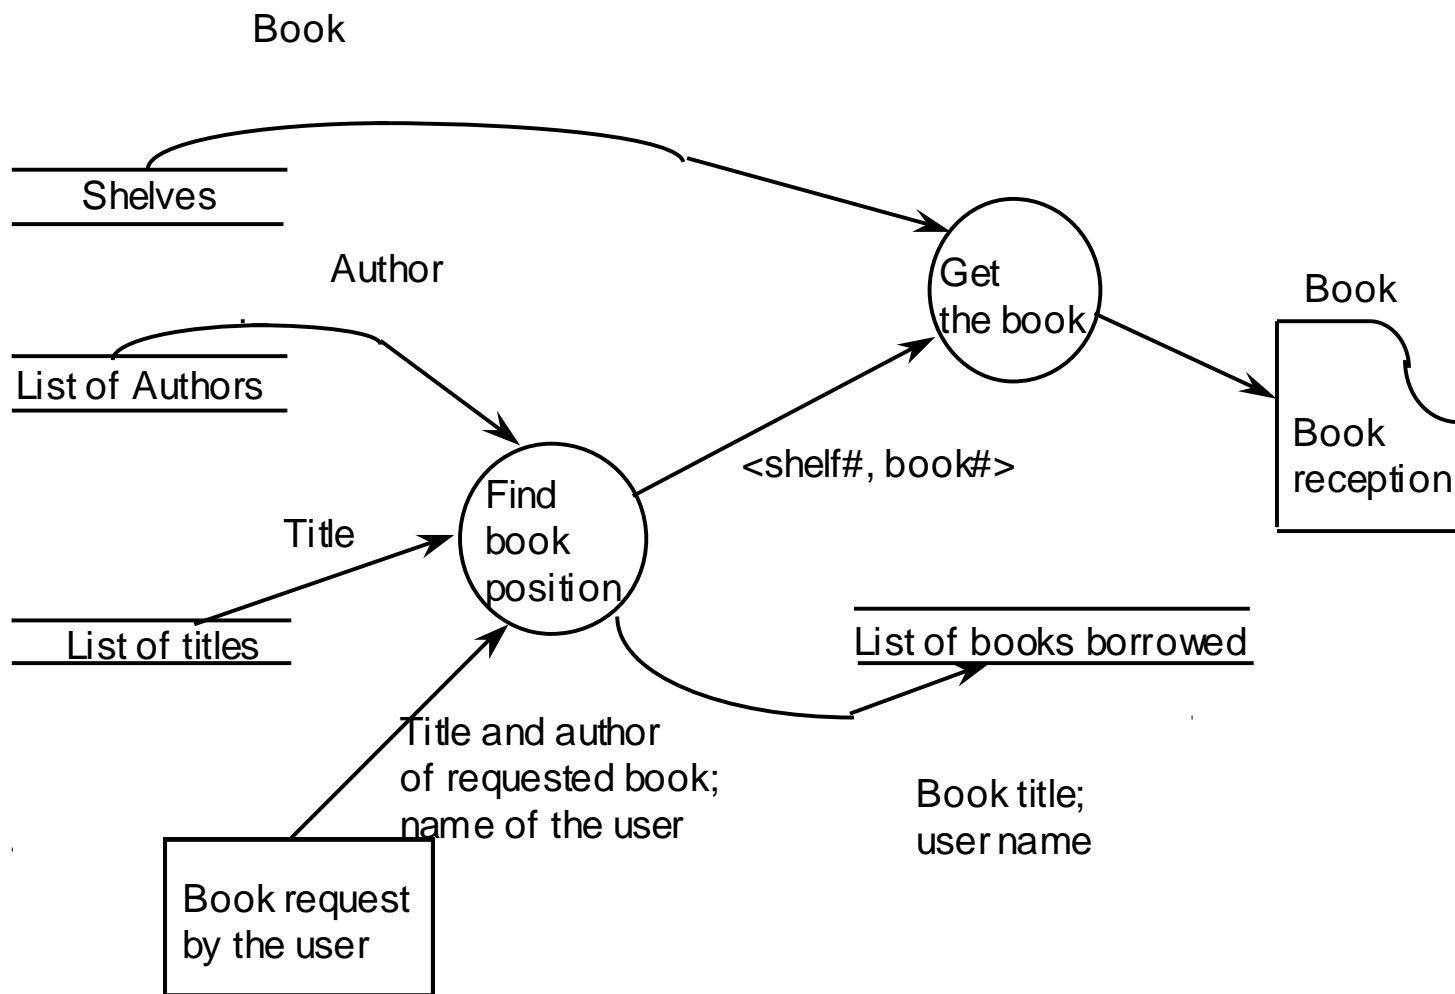 Book
Shelves
Author
List of Authors
Get
the book
Book
Book
reception
<shelf#, book#>
Find
book
position
Title
List of titles
List of books borrowed
Title and author
of requested book;
name of the user
Book title;
user name
Book request
by the user